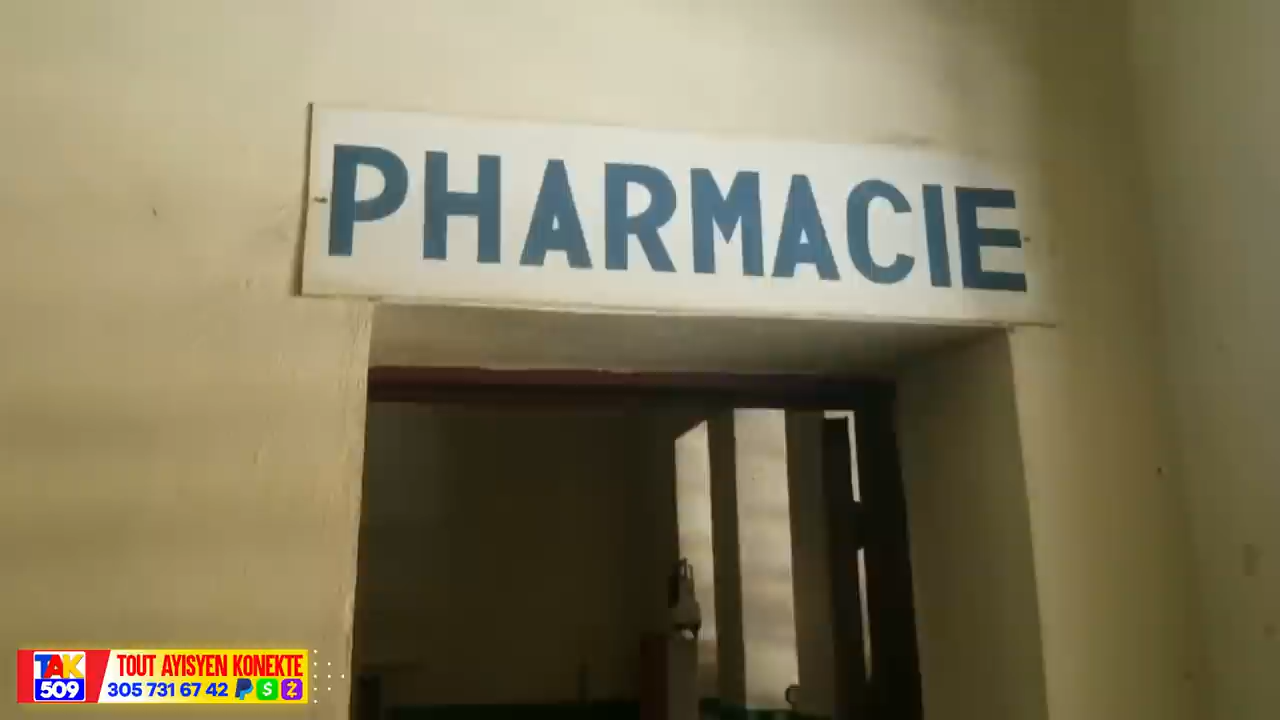 PHARMACIE
TAK
509
TOUT AYISYEN KONEKTE
305 731 67 42